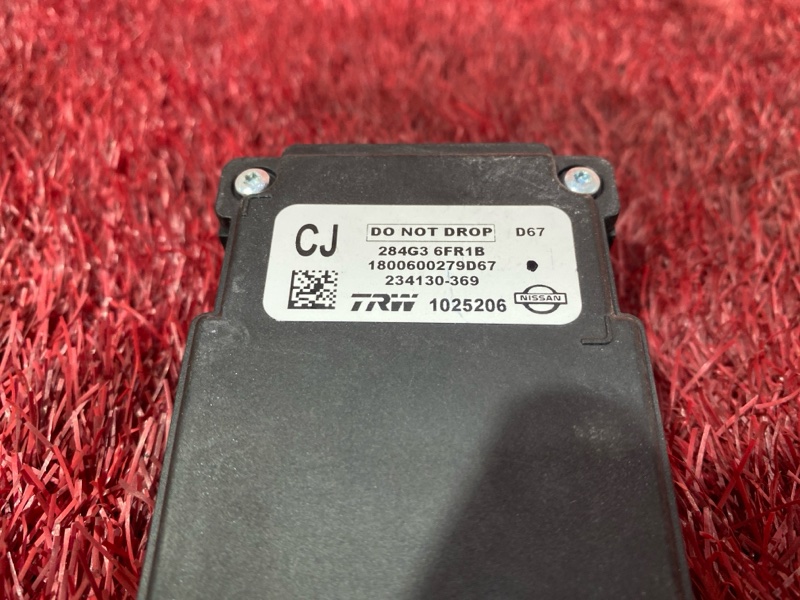 CJ DO NOT DROP D67
284G3 6FR1B
1800600279D67
234130-369
TRW 1025206 NISSAN